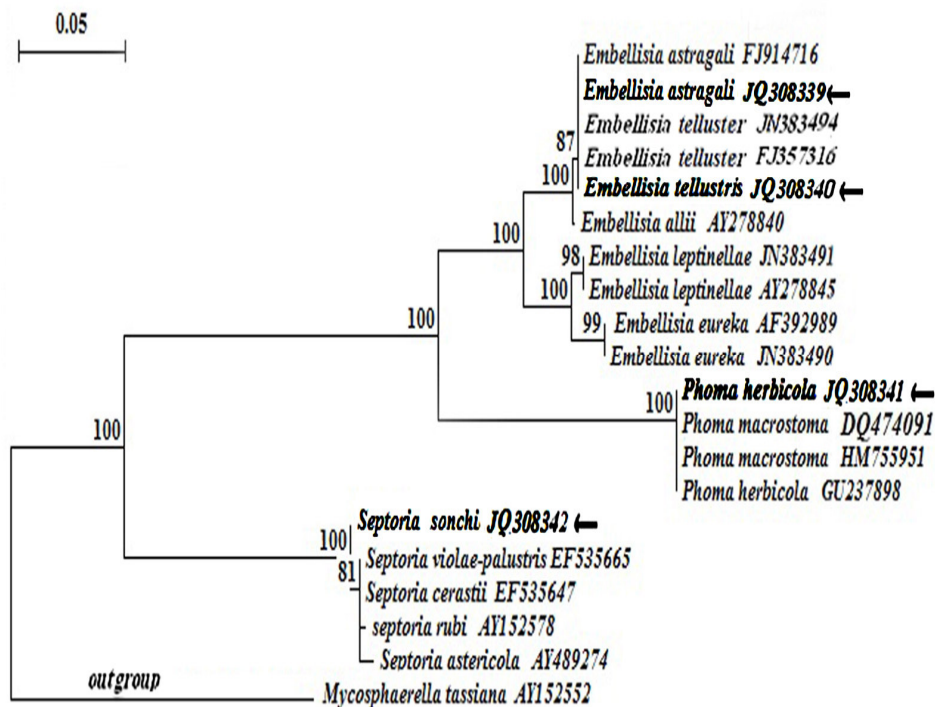 0.05
Embellisia astragali FJ914716
Embellisia astragali JQ308339
Embellisia telluster JN383494
87
Embellisia telluster FJ357316
100
Embellisia tellustris JQ308340
Embellisia allii AY278840
100
98
Embellisia leptinellae JN383491
100
Embellisia leptinellae AY278845
100
99
Embellisia eureka AF392989
Embellisia eureka JN383490
100
Phoma herbicola JQ308341
Phoma macrostoma DQ474091
100
Phoma macrostoma HM755951
Phoma herbicola GU237898
Septoria sonchi JQ308342
100
Septoria violae-palustris EF535665
81
Septoria cerastii EF535647
septoria rubi AY152578
Septoria astericola AY489274
outgroup
Mycosphaerella tassiana AY152552